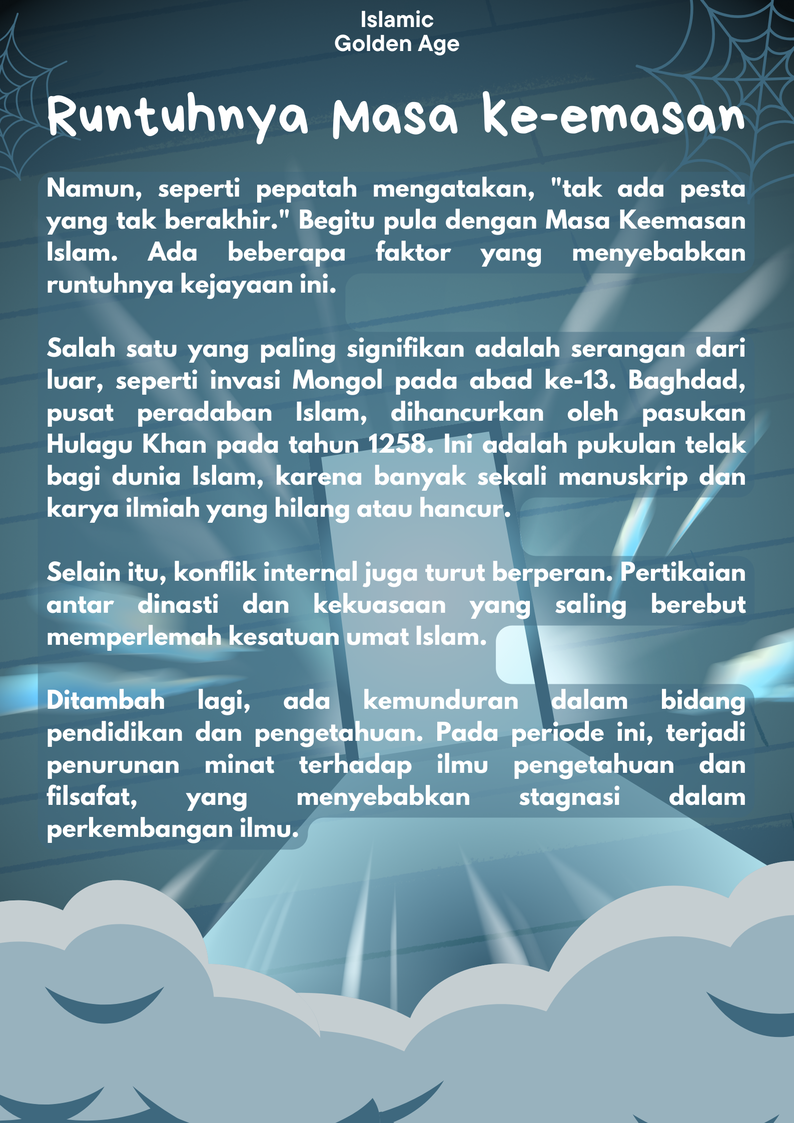 Islamic
Golden Age
Runtuhnya Masa ke-emasan
Namun, seperti pepatah mengatakan, "tak ada pesta
yang tak berakhir." Begitu pula dengan Masa Keemasan
Islam. Ada beberapa faktor yang menyebabkan
runtuhnya kejayaan ini.
Salah satu yang paling signifikan adalah serangan dari
luar, seperti invasi Mongol pada abad ke-13. Baghdad,
pusat peradaban Islam, dihancurkan oleh pasukan
Hulagu Khan pada tahun 1258. Ini adalah pukulan telak
bagi dunia Islam, karena banyak sekali manuskrip dan
karya ilmiah yang hilang atau hancur.
Selain itu, konflik internal juga turut berperan. Pertikaian
antar dinasti dan kekuasaan yang saling berebut
memperlemah kesatuan umat Islam.
Ditambah lagi, ada kemunduran dalam bidang
pendidikan dan pengetahuan. Pada periode ini, terjadi
penurunan minat terhadap ilmu pengetahuan dan
filsafat, yang menyebabkan stagnasi dalam
perkembangan ilmu.